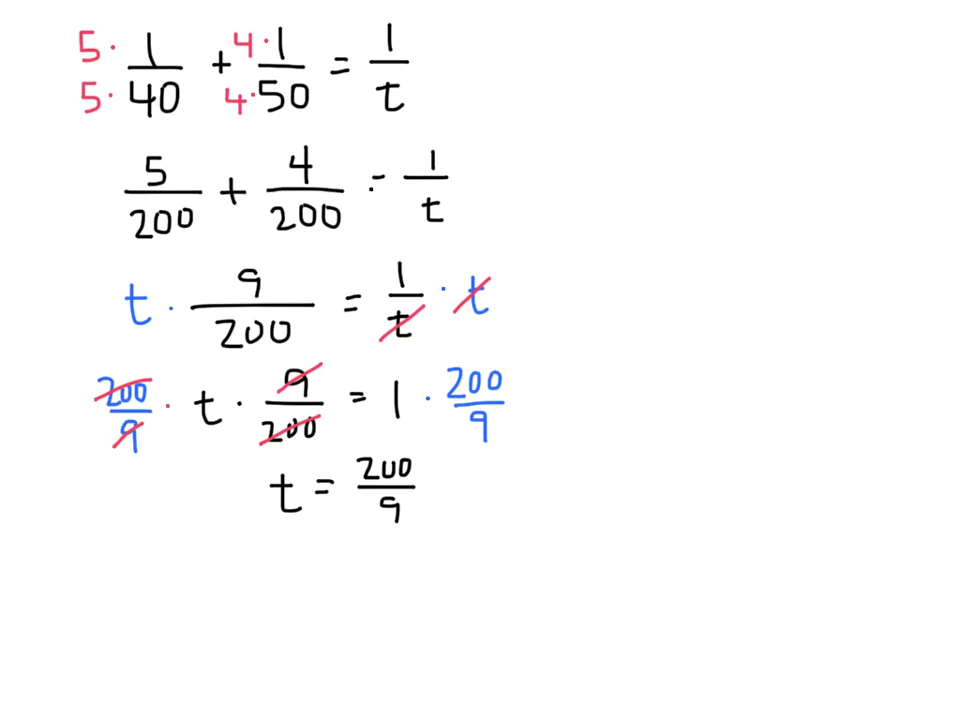 5 · 1/5 · 40 + 4 · 1/4 · 50 = 1/t
5/200 + 4/200 = 1/t
t · 9/200 = 1/t · t
200/9 · t · 9/200 = 1 · 200/9
t = 200/9